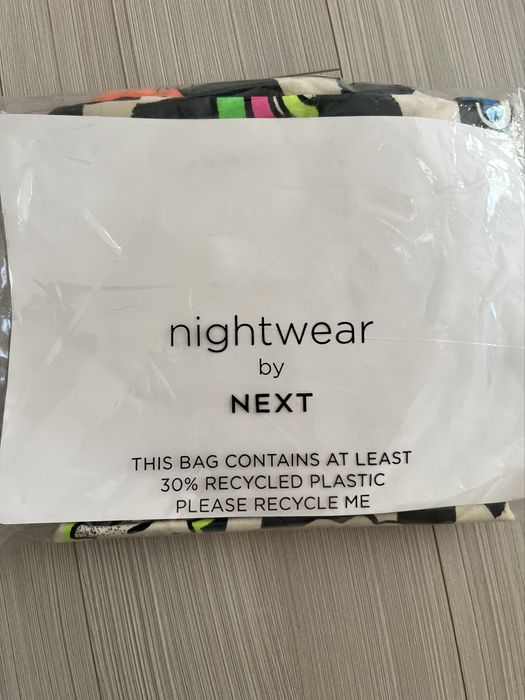 nightwear
by
NEXT
THIS BAG CONTAINS AT LEAST
30% RECYCLED PLASTIC
PLEASE RECYCLE ME